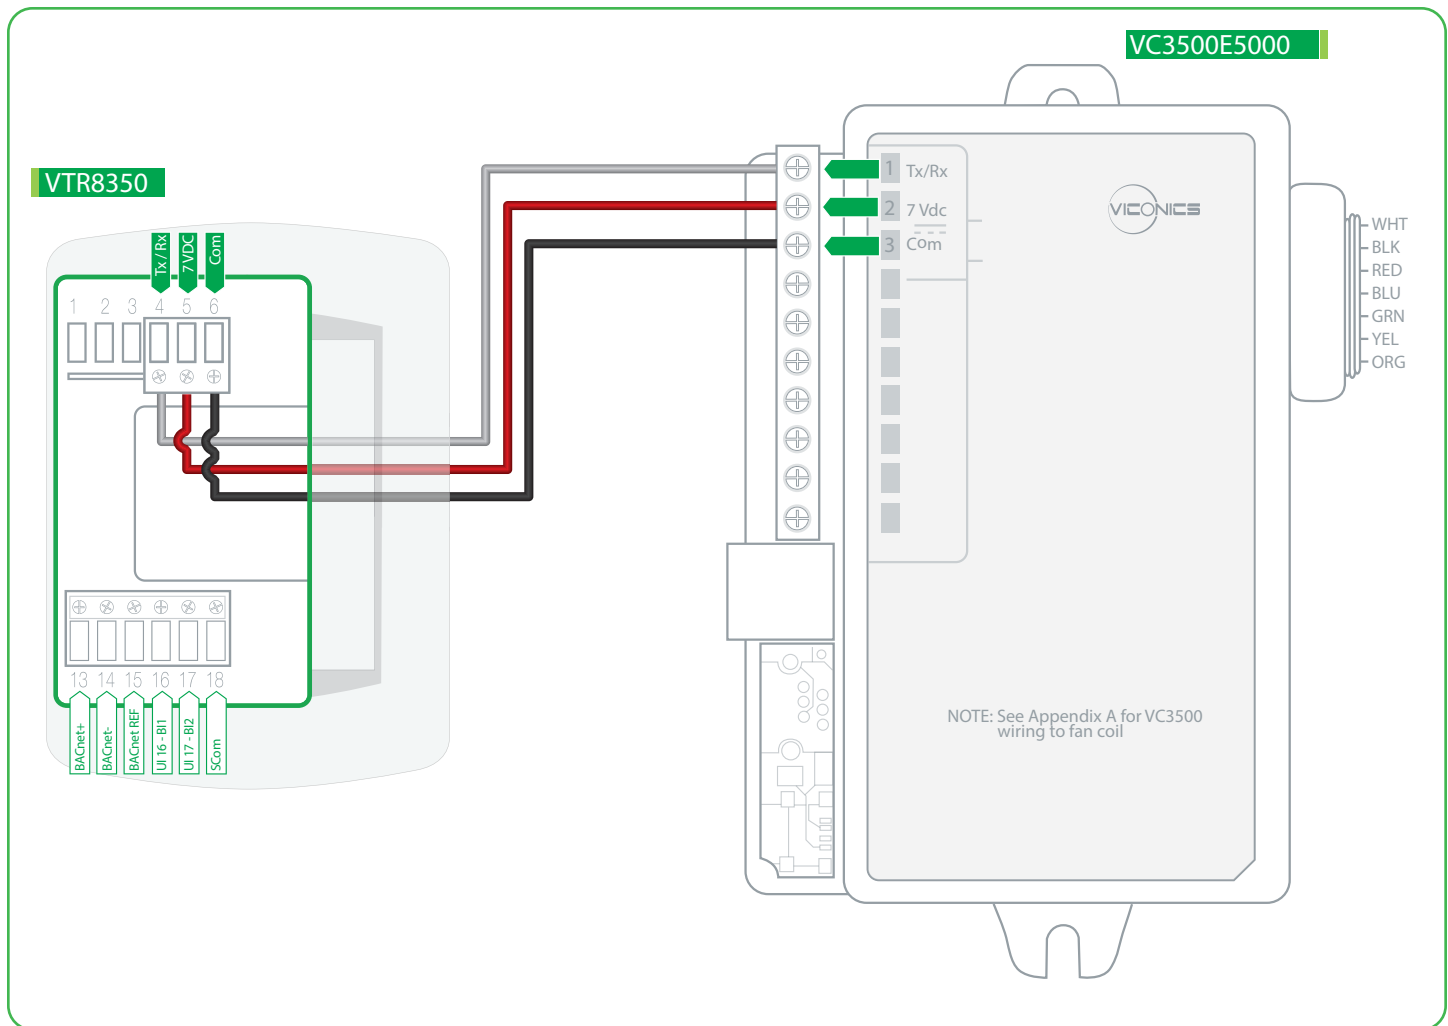 VC3500E5000
VTR8350
Tx / Rx
7 VDC
Com
1
2
3
4
5
6
13
14
15
16
17
18
BACnet+
BACnet-
BACnet REF
UI 16 - BI1
UI 17 - BI2
SCom
1 Tx/Rx
2 7 Vdc
3 Com
VICONICS
WHT
BLK
RED
BLU
GRN
YEL
ORG
NOTE: See Appendix A for VC3500
wiring to fan coil